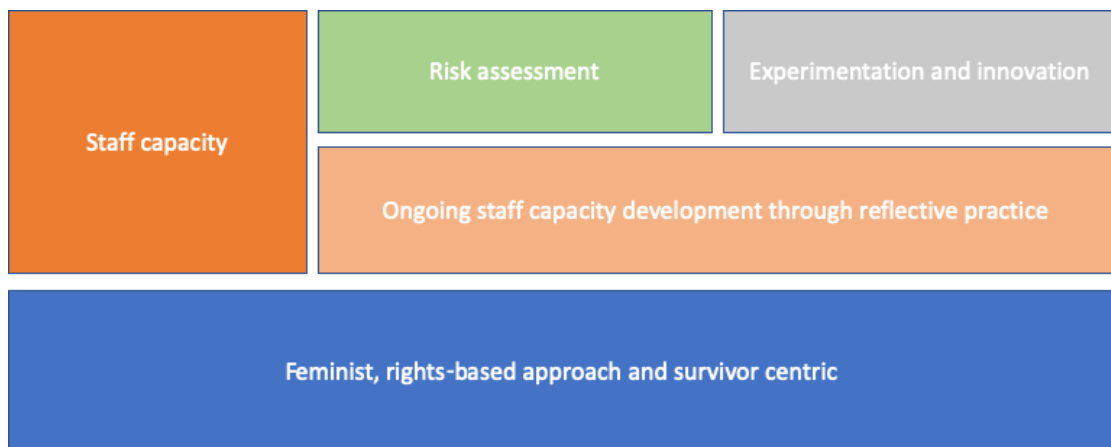 Risk assessment
Experimentation and innovation
Staff capacity
Ongoing staff capacity development through reflective practice
Feminist, rights-based approach and survivor centric